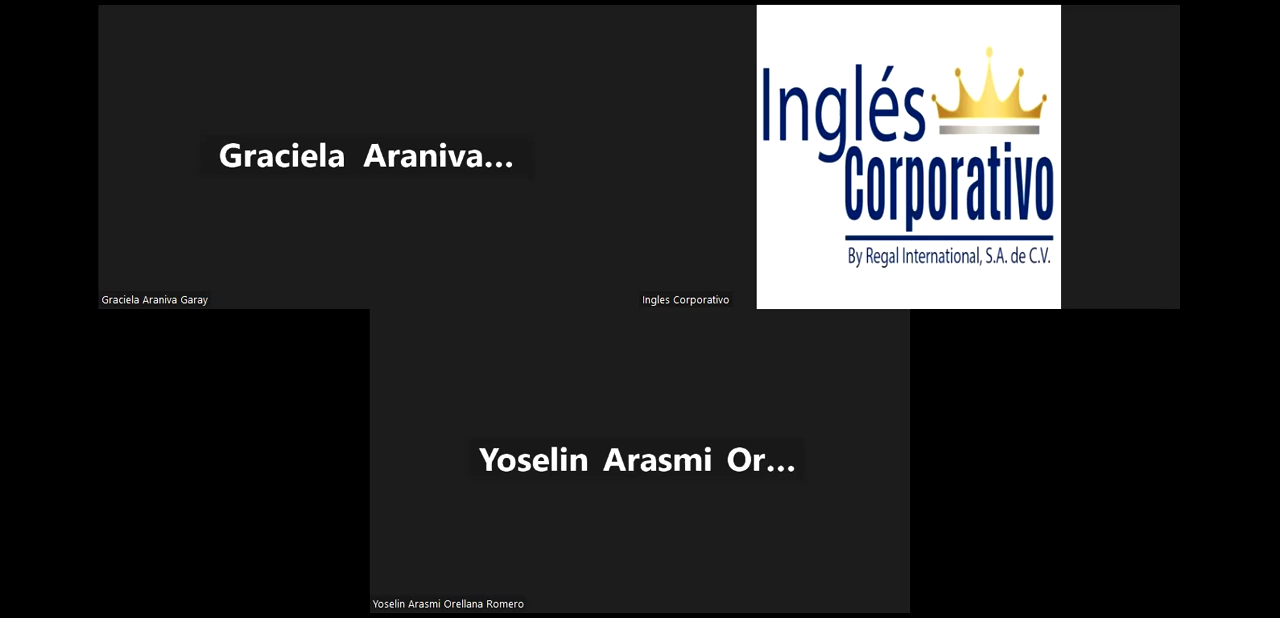 Graciela Araniva...
Inglés
Corporativo
By Regal International, S.A. de C.V.
Graciela Araniva Garay
Ingles Corporativo
Yoselin Arasmi Or...
Yoselin Arasmi Orellana Romero